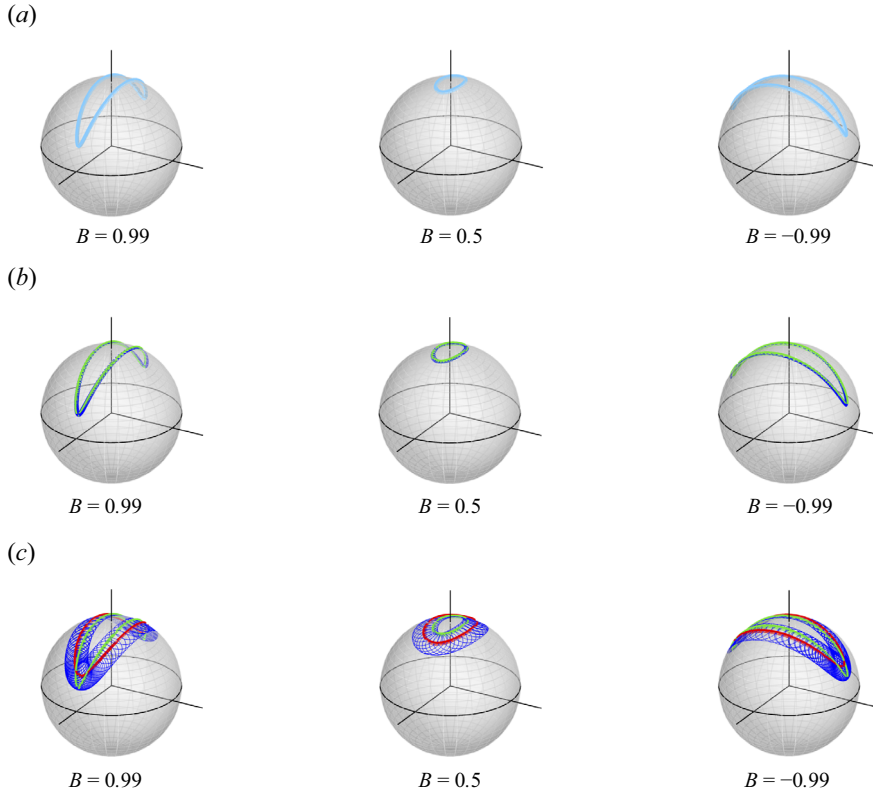 (a)
B = 0.99
B = 0.5
B = −0.99
(b)
B = 0.99
B = 0.5
B = −0.99
(c)
B = 0.99
B = 0.5
B = −0.99